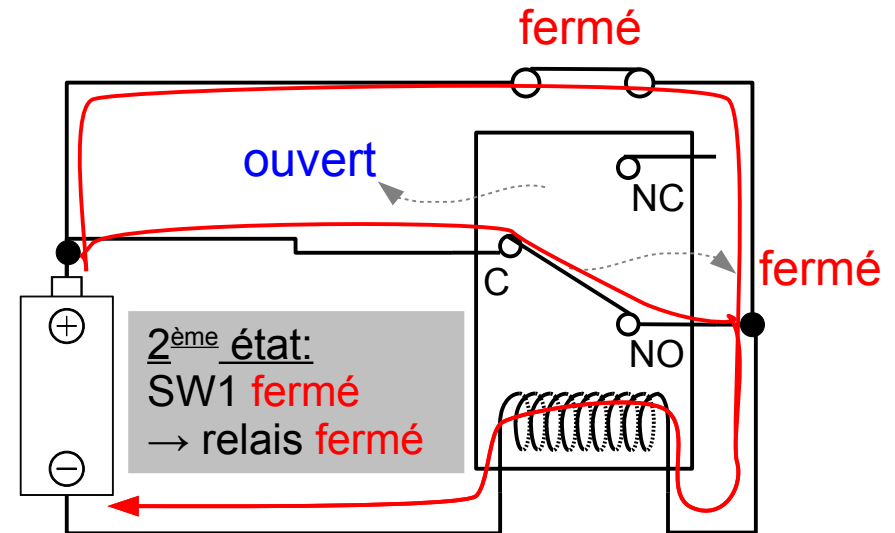 fermé
ouvert
NC
C
fermé
NO
+
2ème état:
SW1 fermé
→ relais fermé
−